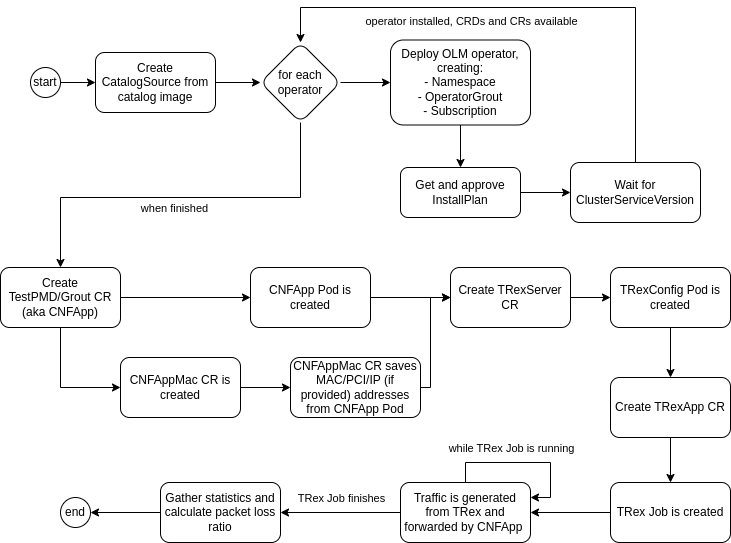 operator installed, CRDs and CRs available
start
Create
CatalogSource from
catalog image
for each
operator
Deploy OLM operator,
creating:
- Namespace
- OperatorGrout
- Subscription
Get and approve
InstallPlan
Wait for
ClusterServiceVersion
when finished
Create
TestPMD/Grout CR
(aka CNFApp)
CNFApp Pod is
created
Create TRexServer
CR
TRexConfig Pod is
created
CNFAppMac CR is
created
CNFAppMac CR saves
MAC/PCI/IP (if
provided) addresses
from CNFApp Pod
Create TRexApp CR
while TRex Job is running
end
Gather statistics and
calculate packet loss
ratio
TRex Job finishes
Traffic is generated
from TRex and
forwarded by CNFApp
TRex Job is created